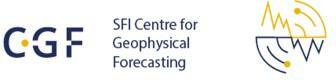 CGF
SFI Centre for
Geophysical
Forecasting